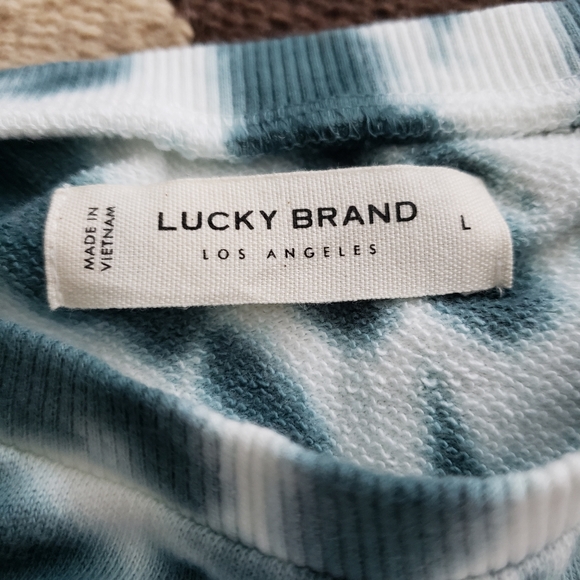 MADE IN
VIETNAM
LUCKY BRAND
LOS ANGELES
L